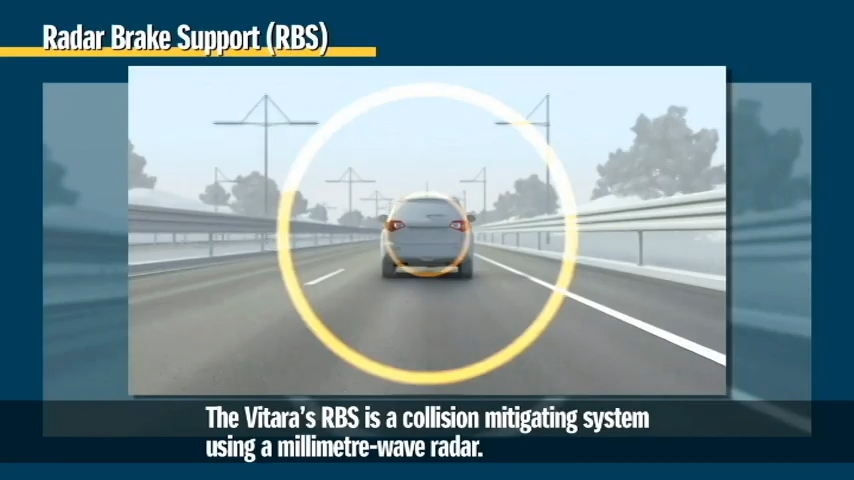 Radar Brake Support (RBS)
The Vitara's RBS is a collision mitigating system
using a millimetre-wave radar.